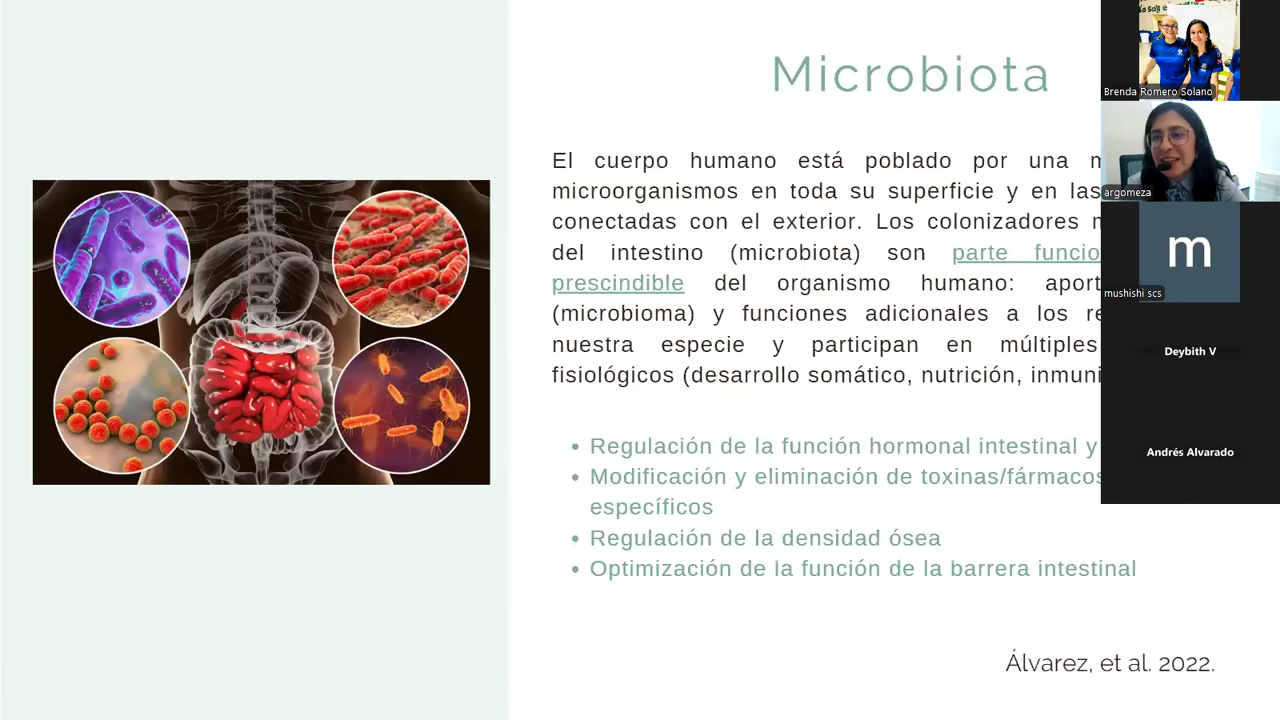 Microbiota
El cuerpo humano está poblado por una
microorganismos en toda su superficie y en las
conectadas con el exterior. Los colonizadores
del intestino (microbiota) son parte
prescindible del organismo humano:
(microbioma) y funciones adicionales a los
nuestra especie y participan en múltiples
fisiológicos (desarrollo somático, nutrición,
• Regulación de la función hormonal intestinal y
• Modificación y eliminación de toxinas/fármacos
específicos
• Regulación de la densidad ósea
• Optimización de la función de la barrera intestinal
Álvarez, et al. 2022.
Brenda Romero Solano
argomeza
m
mushishi scs
Deybith V
Andrés Alvarado